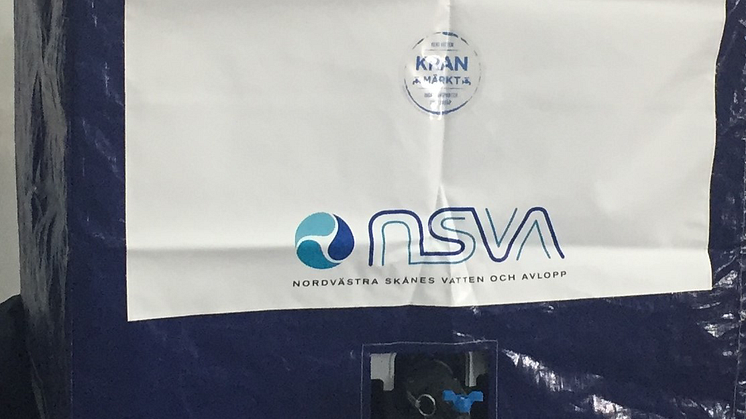 KRAN
MÄRKT
nsva
NORDVÄSTRA SKÅNES VATTEN OCH AVLOPP